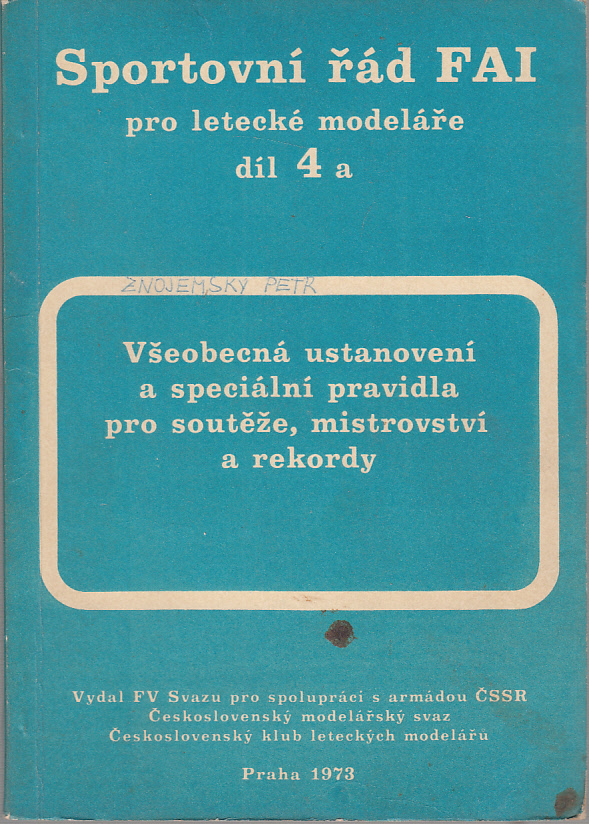 Sportovní řád FAI
pro letecké modeláře
díl 4 a
ZNOJEMSKÝ PETR
Všeobecná ustanovení
a speciální pravidla
pro soutěže, mistrovství
a rekordy
Vydal FV Svazu pro spolupráci s armádou ČSSR
Československý modelářský svaz
Československý klub leteckých modelářů
Praha 1973